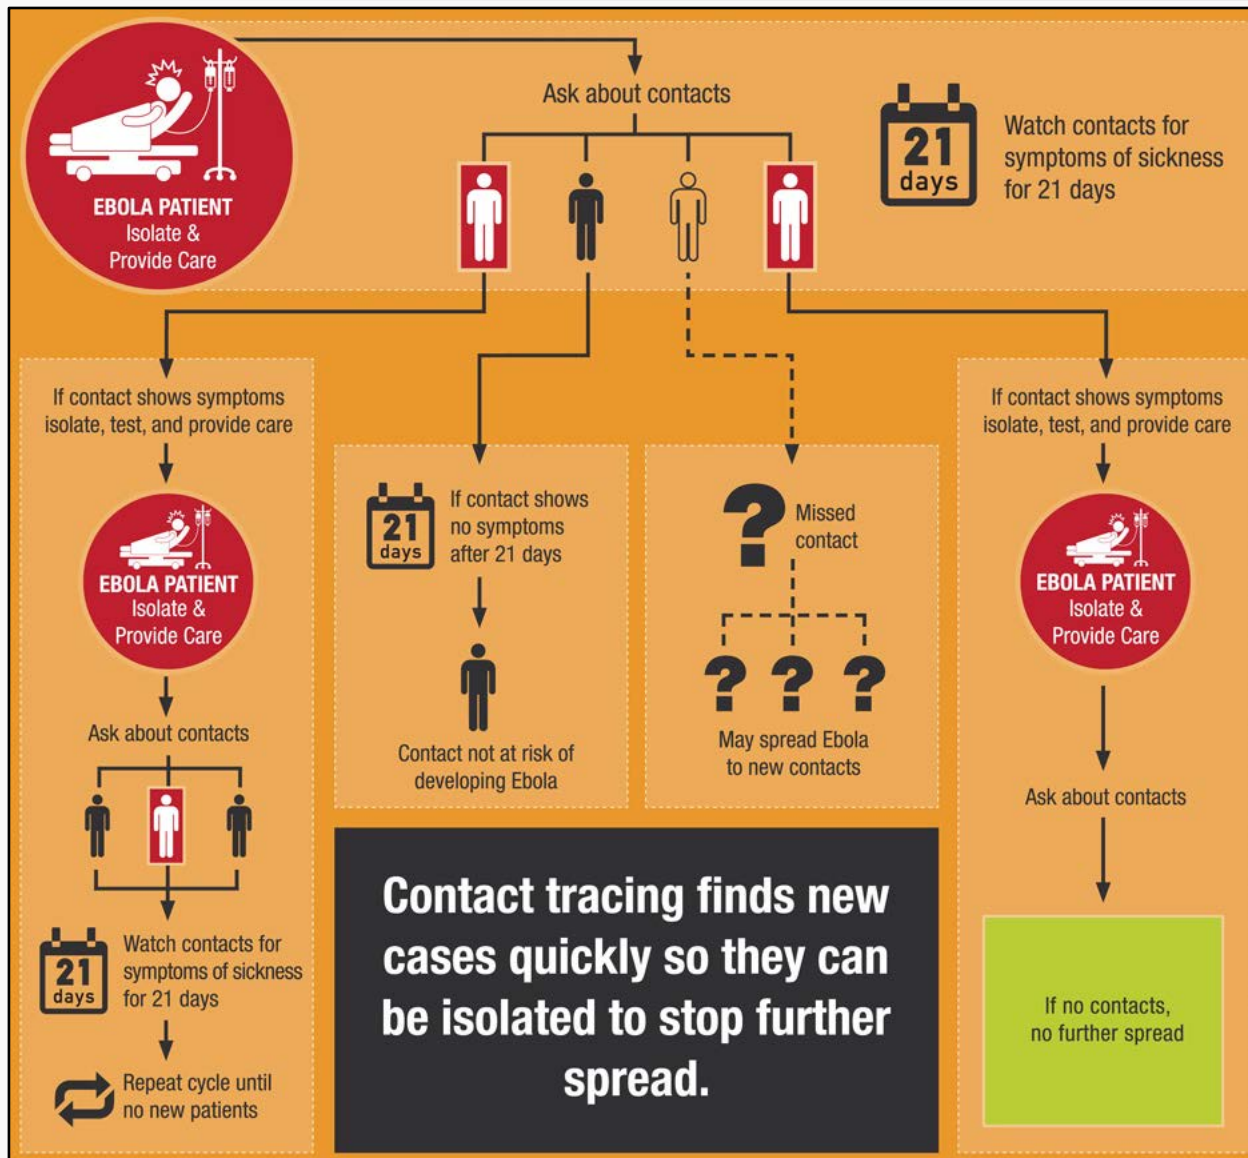 EBOLA PATIENT
Isolate &
Provide Care
Ask about contacts
21
days
Watch contacts for
symptoms of sickness
for 21 days
If contact shows symptoms
isolate, test, and provide care
EBOLA PATIENT
Isolate &
Provide Care
Ask about contacts
21
days
Watch contacts for
symptoms of sickness
for 21 days
Repeat cycle until
no new patients
21
days
If contact shows
no symptoms
after 21 days
Contact not at risk of
developing Ebola
?
Missed
contact
? ? ?
May spread Ebola
to new contacts
If contact shows symptoms
isolate, test, and provide care
EBOLA PATIENT
Isolate &
Provide Care
Ask about contacts
If no contacts,
no further spread
Contact tracing finds new
cases quickly so they can
be isolated to stop further
spread.